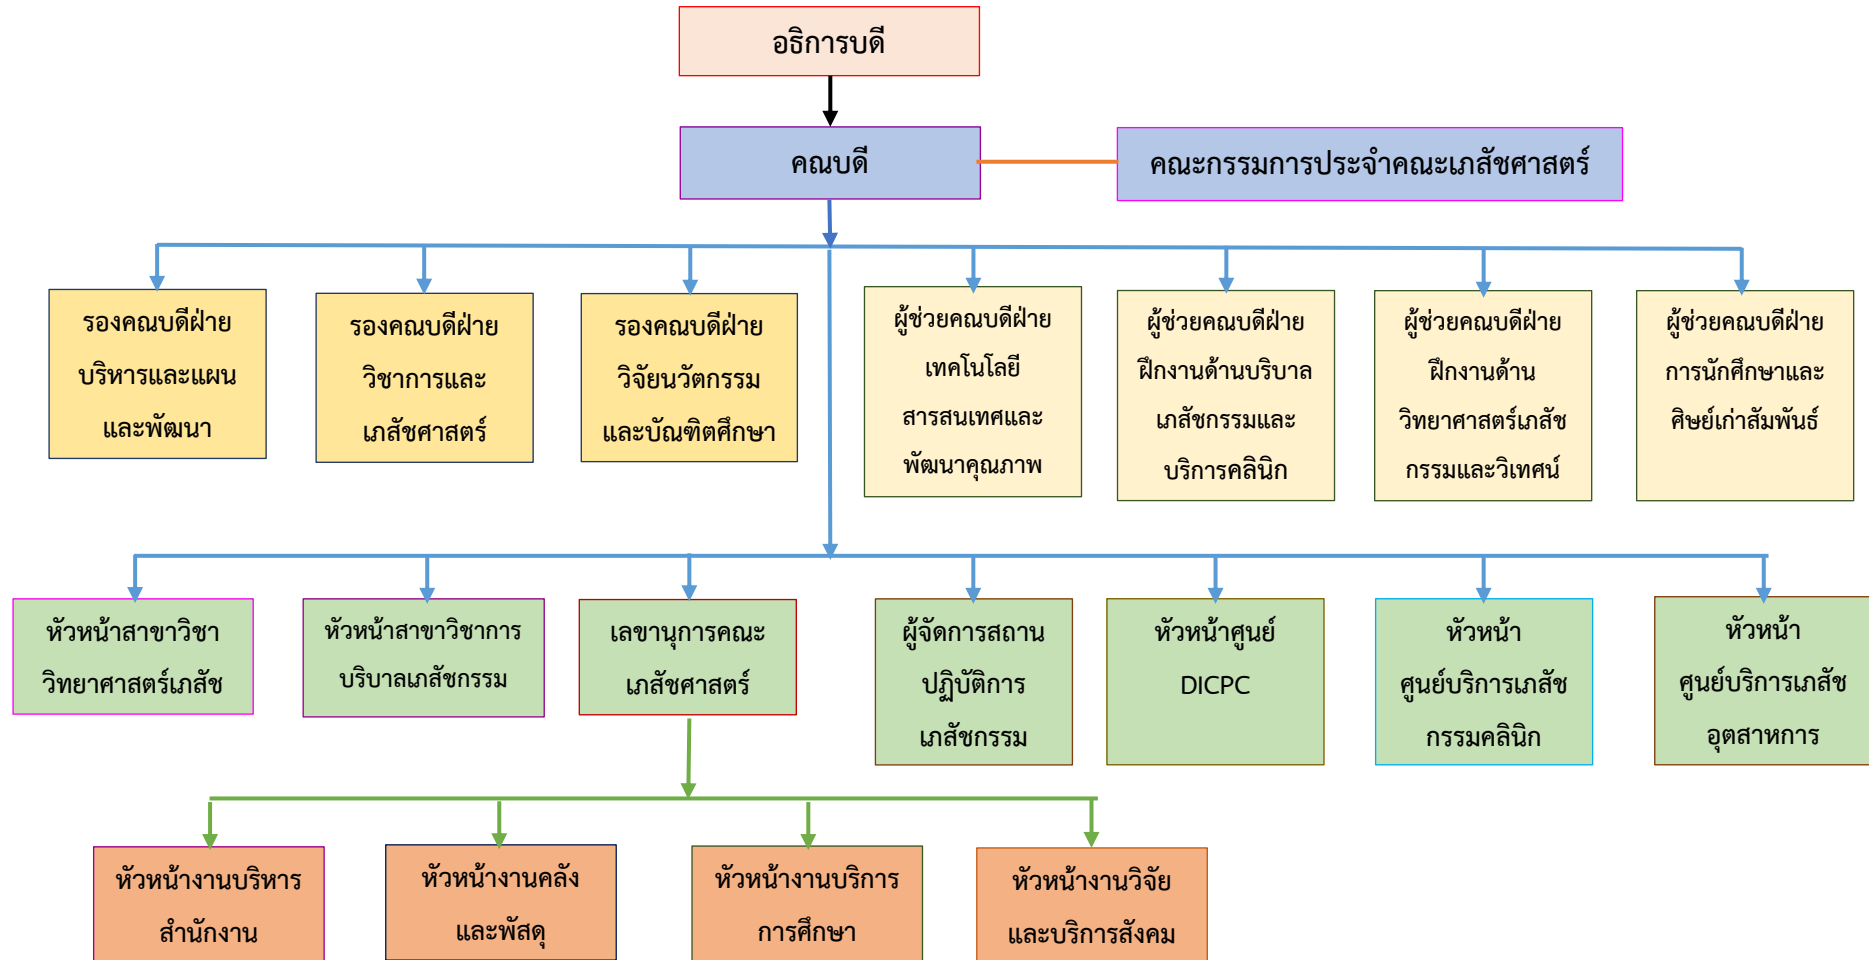 อธิการบดี
คณบดี
คณะกรรมการประจำคณะเภสัชศาสตร์
รองคณบดีฝ่าย
บริหารและแผน
และพัฒนา
รองคณบดีฝ่าย
วิชาการและ
เภสัชศาสตร์
รองคณบดีฝ่าย
วิจัยนวัตกรรม
และบัณฑิตศึกษา
ผู้ช่วยคณบดีฝ่าย
เทคโนโลยี
สารสนเทศและ
พัฒนาคุณภาพ
ผู้ช่วยคณบดีฝ่าย
ฝึกงานด้านบริบาล
เภสัชกรรมและ
บริการคลินิก
ผู้ช่วยคณบดีฝ่าย
ฝึกงานด้าน
วิทยาศาสตร์เภสัช
กรรมและวิเทศน์
ผู้ช่วยคณบดีฝ่าย
การนักศึกษาและ
ศิษย์เก่าสัมพันธ์
หัวหน้าสาขาวิชา
วิทยาศาสตร์เภสัช
หัวหน้าสาขาวิชาการ
บริบาลเภสัชกรรม
เลขานุการคณะ
เภสัชศาสตร์
ผู้จัดการสถาน
ปฏิบัติการ
เภสัชกรรม
หัวหน้าศูนย์
DICPC
หัวหน้า
ศูนย์บริการเภสัช
กรรมคลินิก
หัวหน้า
ศูนย์บริการเภสัช
อุตสาหการ
หัวหน้างานบริหาร
สำนักงาน
หัวหน้างานคลัง
และพัสดุ
หัวหน้างานบริการ
การศึกษา
หัวหน้างานวิจัย
และบริการสังคม